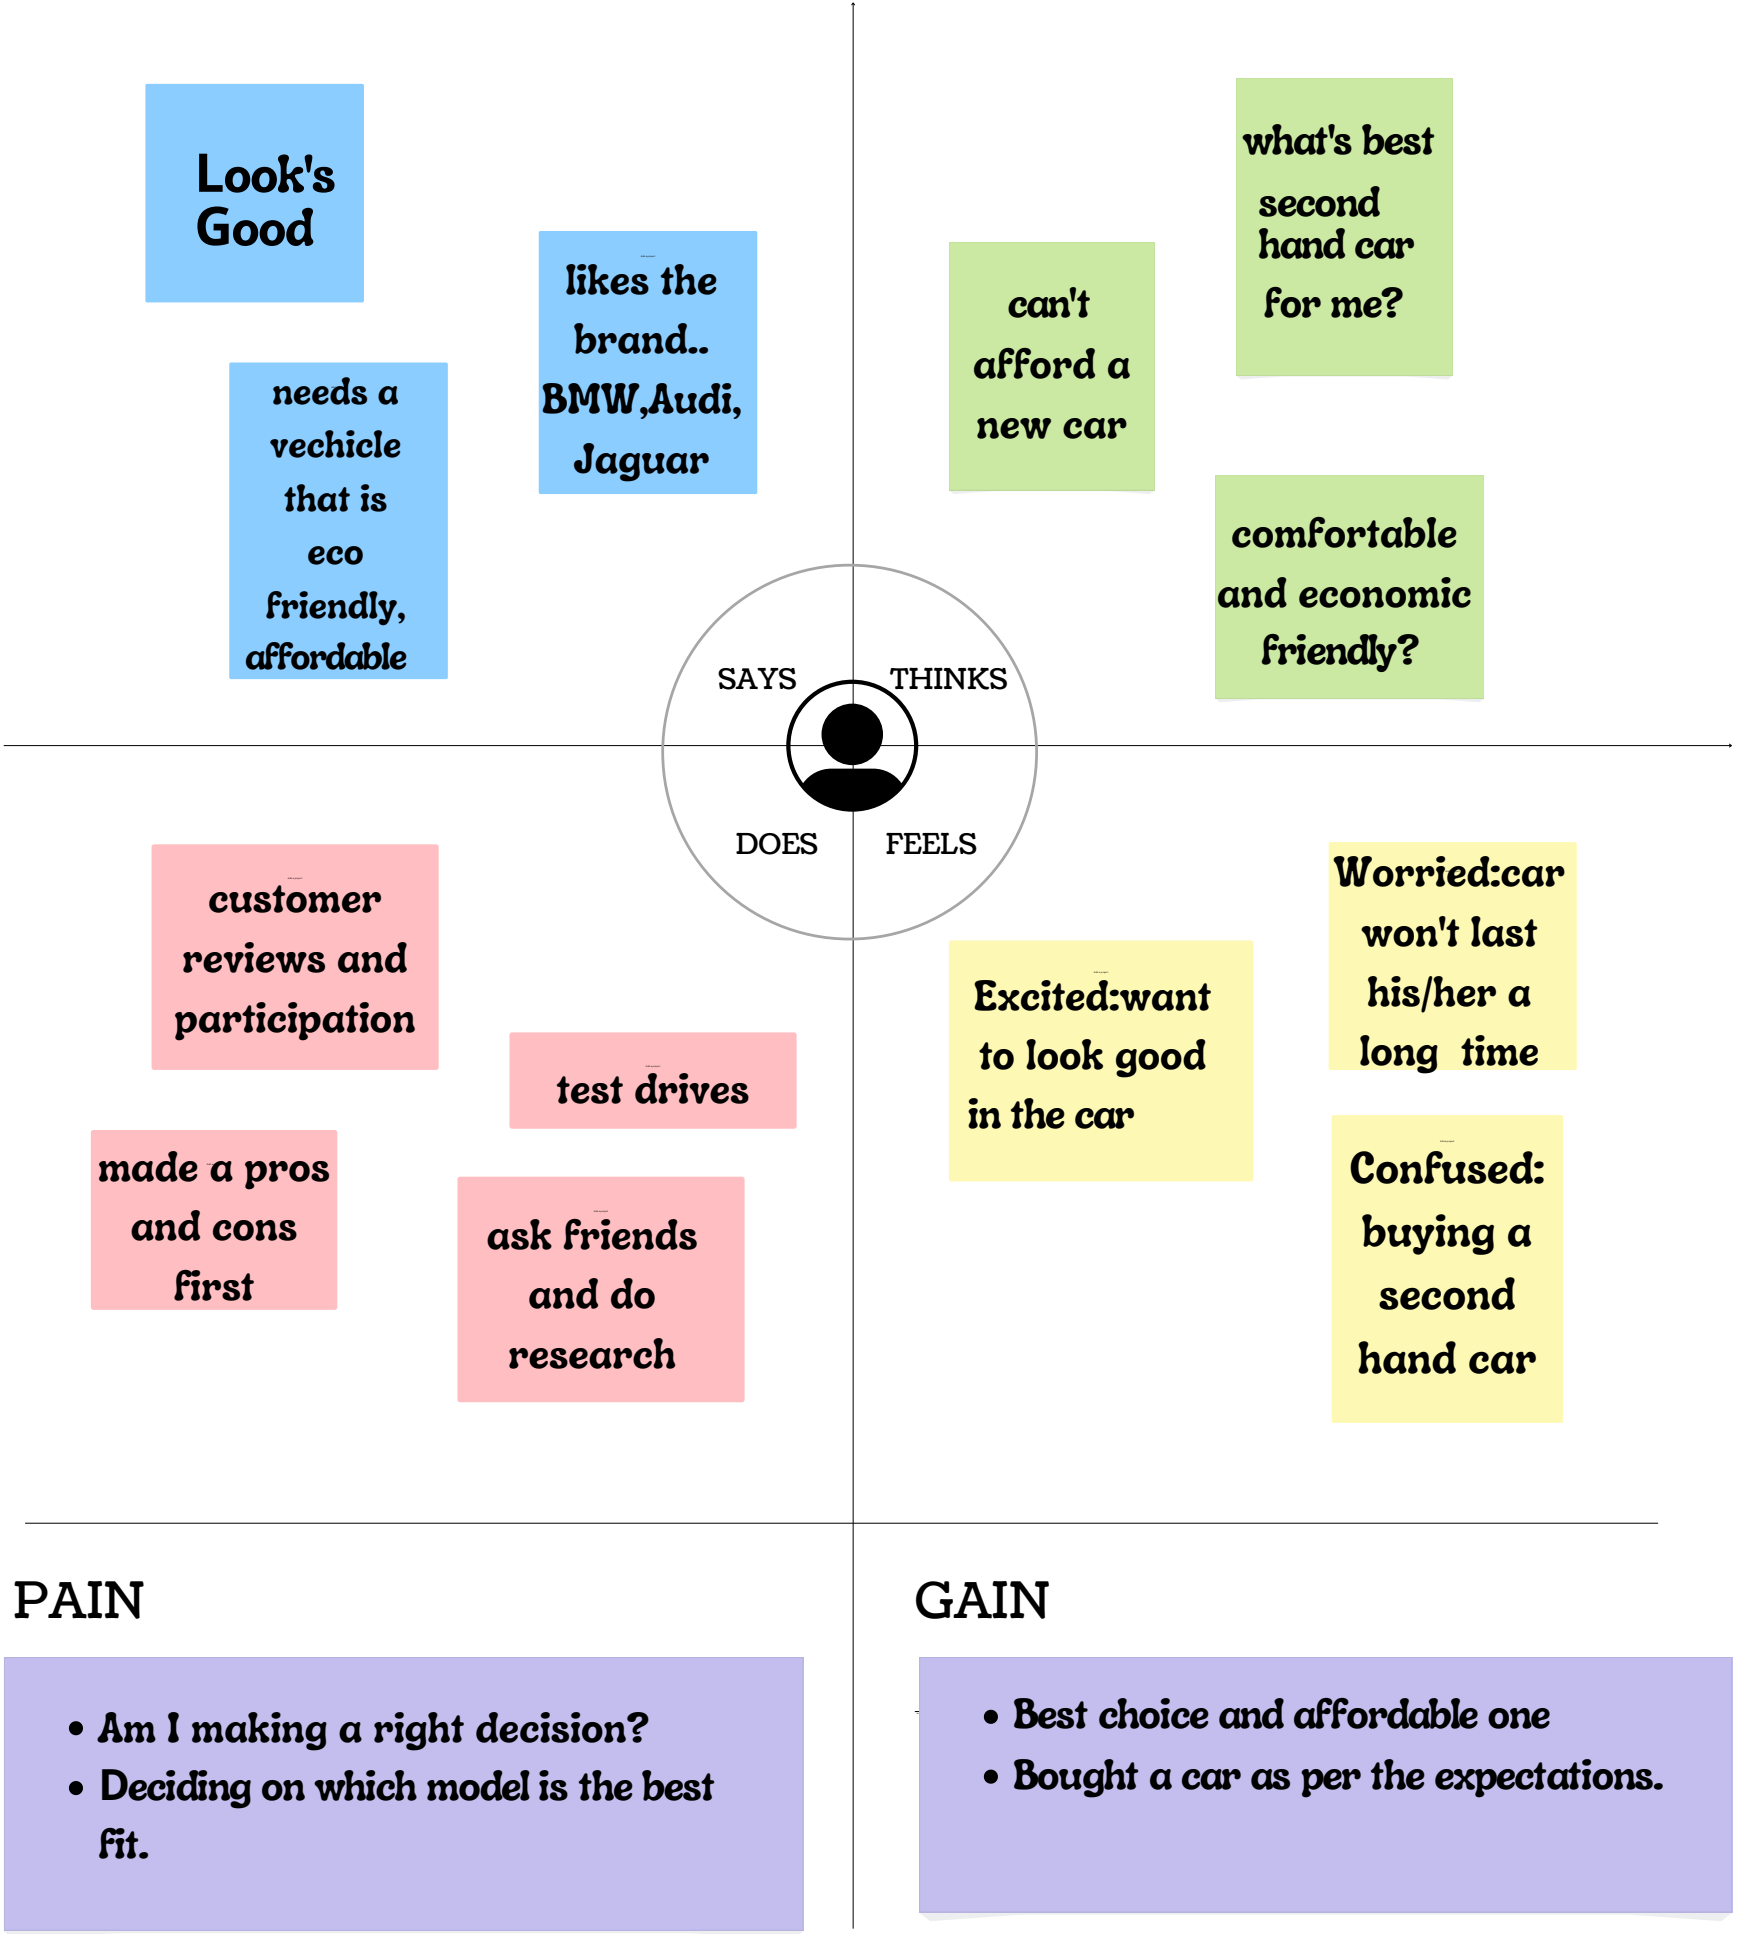 Look's
Good
likes the
brand..
BMW,Audi,
Jaguar
needs a
vechicle
that is
eco
friendly,
affordable
what's best
second
hand car
for me?
can't
afford a
new car
comfortable
and economic
friendly?
SAYS
THINKS
DOES
FEELS
customer
reviews and
participation
test drives
made a pros
and cons
first
ask friends
and do
research
Worried:car
won't last
his/her a
long time
Excited:want
to look good
in the car
Confused:
buying a
second
hand car
PAIN
• Am I making a right decision?
• Deciding on which model is the best
fit.
GAIN
• Best choice and affordable one
• Bought a car as per the expectations.